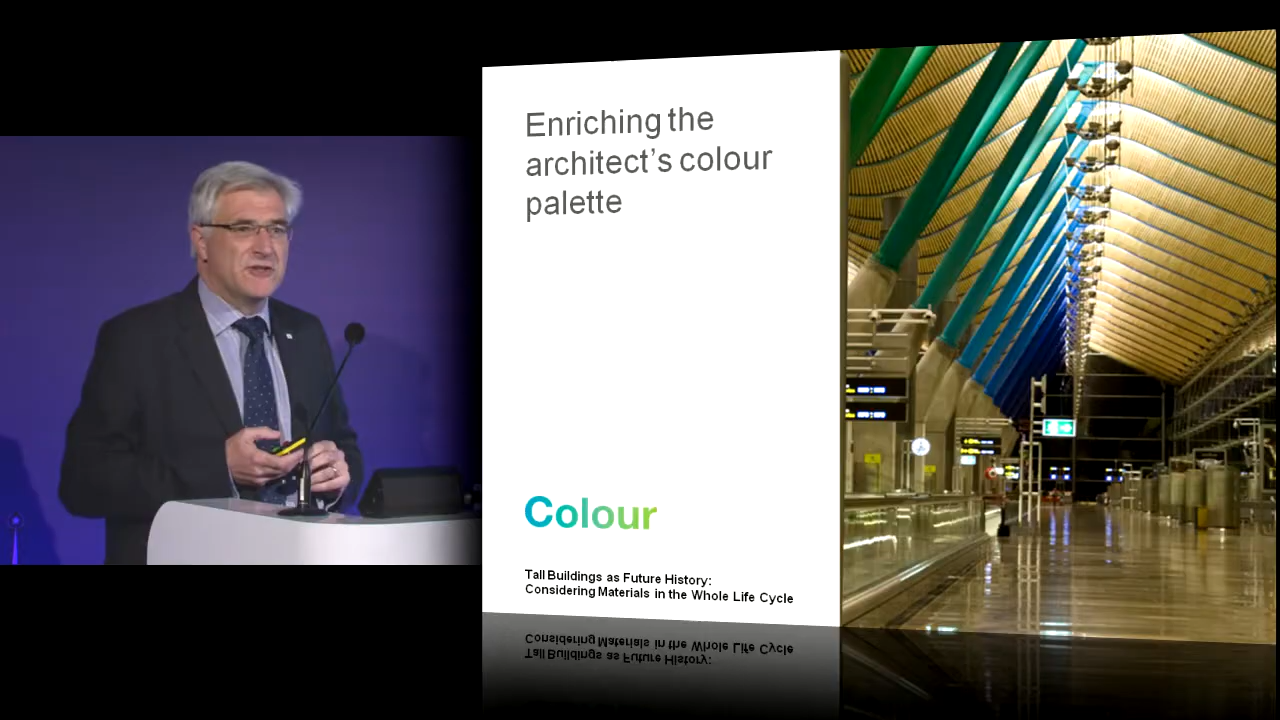 Enriching the
architect's colour
palette
Colour
Tall Buildings as Future History:
Considering Materials in the Whole Life Cycle